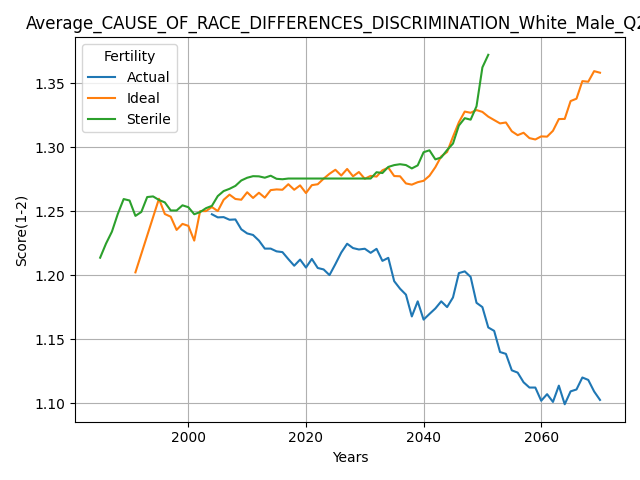 Average_CAUSE_OF_RACE_DIFFERENCES_DISCRIMINATION_White_Male_Q2
Fertility
Actual
Ideal
Sterile
Score(1-2)
1.35
1.30
1.25
1.20
1.15
1.10
2000 2020 2040 2060
Years